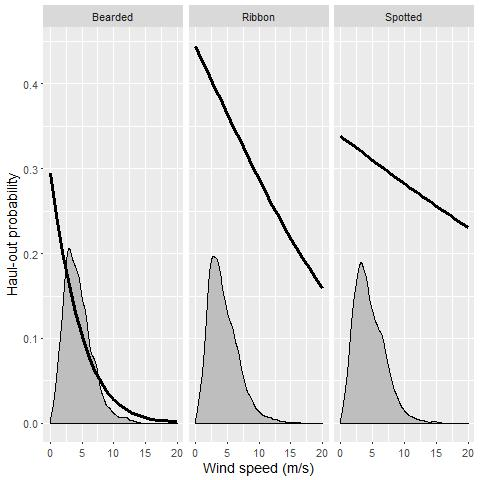 Bearded Ribbon Spotted
Haul-out probability
0.4
0.3
0.2
0.1
0.0
0 5 10 15 20 0 5 10 15 20 0 5 10 15 20
Wind speed (m/s)